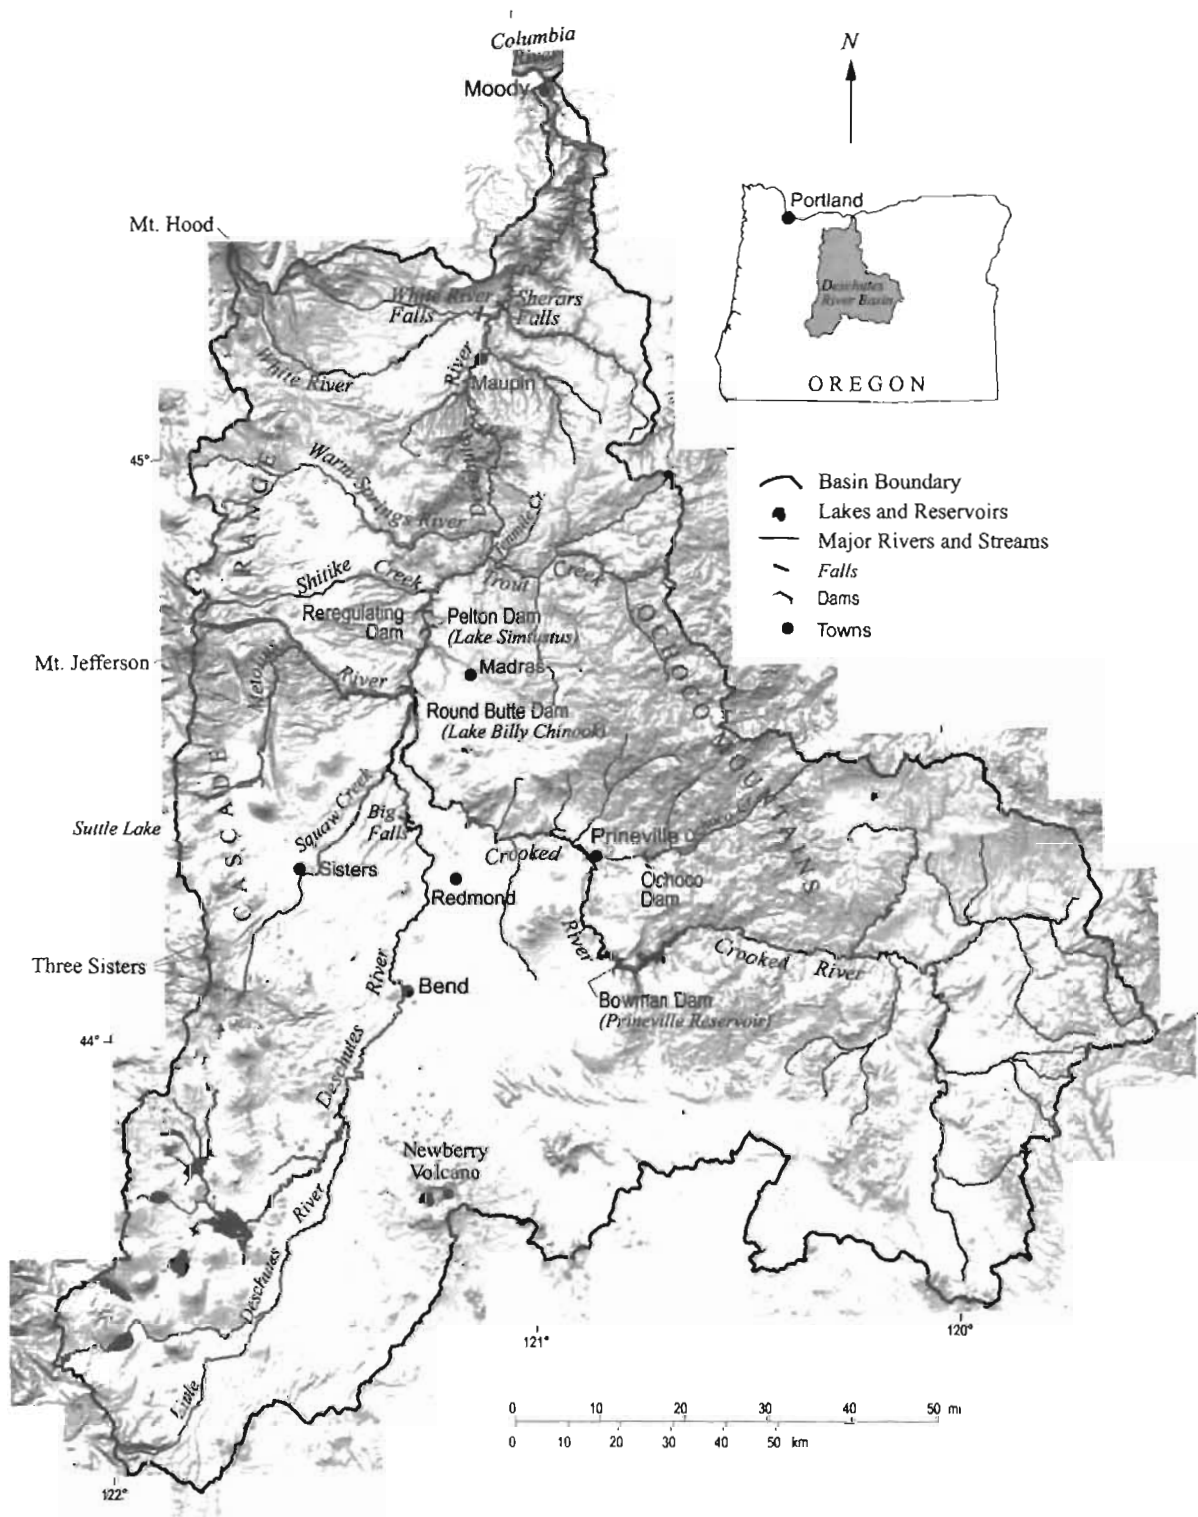 Columbia
River
Moody
N
Portland
Deschutes
River Basin
OREGON
Mt. Hood
White River
Falls
Sherars
Falls
White River
River
Maupin
Deschutes
45°
Warm Springs River
Tenmile Cr.
RANGE
Shitike Creek
Trout Creek
Basin Boundary
Lakes and Reservoirs
Major Rivers and Streams
Falls
Dams
Towns
Reregulating
Dam
Pelton Dam
(Lake Simtustus)
Mt. Jefferson
Metolius
River
Madras
OCHOCO MOUNTAINS
Round Butte Dam
(Lake Billy Chinook)
CASCADE
Suttle Lake
Squaw Creek
Big
Falls
Sisters
Redmond
Crooked
River
Prineville
Ochoco
Dam
Crooked River
Three Sisters
River
Bend
Bowman Dam
(Prineville Reservoir)
44°
Deschutes
Newberry
Volcano
River
Deschutes
Little
121°
120°
122°
0 10 20 30 40 50 mi
0 10 20 30 40 50 km